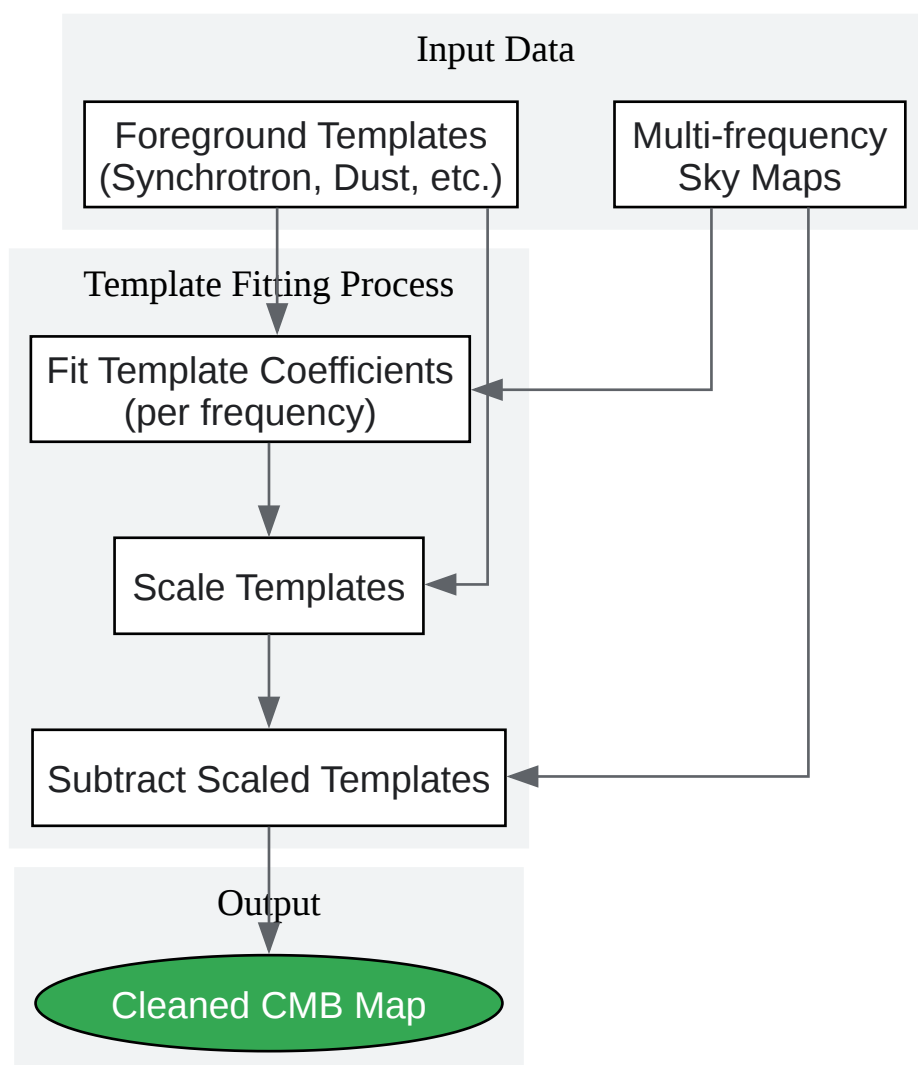 Input Data
Foreground Templates
(Synchrotron, Dust, etc.)
Multi-frequency
Sky Maps
Template Fitting Process
Fit Template Coefficients
(per frequency)
Scale Templates
Subtract Scaled Templates
Output
Cleaned CMB Map